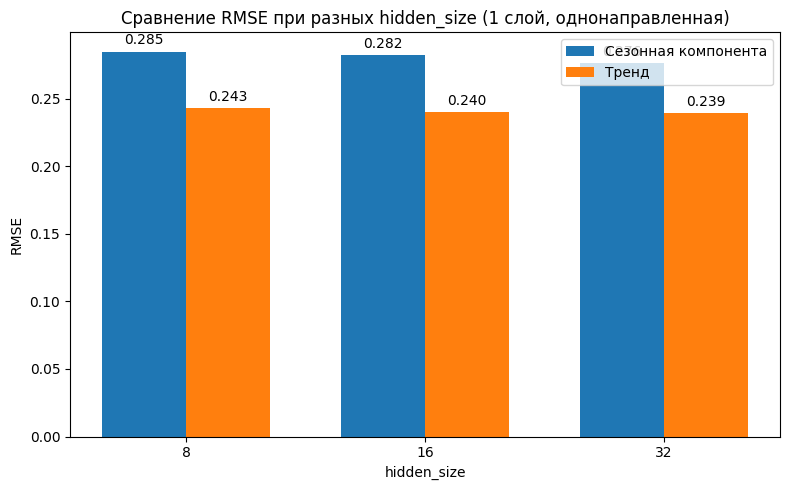 Сравнение RMSE при разных hidden_size (1 слой, однонаправленная)
0.285
0.243
0.282
0.240
0.239
Сезонная компонента
Тренд
RMSE
0.25
0.20
0.15
0.10
0.05
0.00
8
16
32
hidden_size